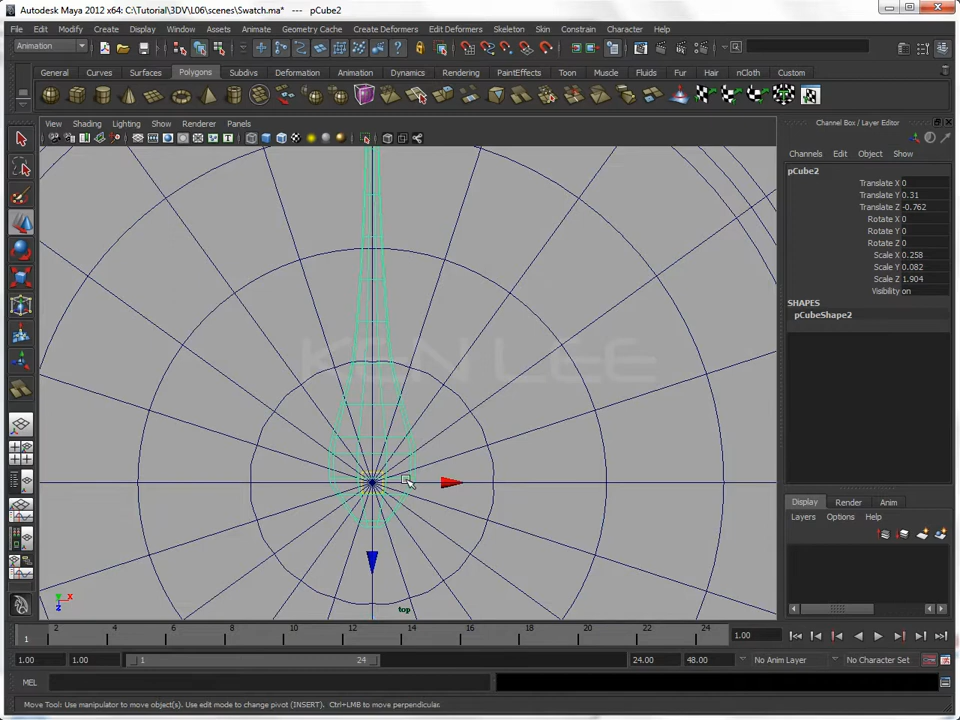 Autodesk Maya 2012 x64: C:\Tutorial\3DV\L06\scenes\Swatch.ma* --- pCube2
File Edit Modify Create Display Window Assets Animate Geometry Cache Create Deformers Edit Deformers Skeleton Skin Constrain Character Help
Animation
General Curves Surfaces Polygons Subdivs Deformation Animation Dynamics Rendering PaintEffects Toon Muscle Fluids Fur Hair nCloth Custom
View Shading Lighting Show Renderer Panels
KEN LEE
top
Z X
Z
Channel Box / Layer Editor
Channels Edit Object Show
pCube2
Translate X 0
Translate Y 0.31
Translate Z -0.762
Rotate X 0
Rotate Y 0
Rotate Z 0
Scale X 0.258
Scale Y 0.082
Scale Z 1.904
Visibility on
SHAPES
pCubeShape2
Display Render Anim
Layers Options Help
1 2 4 6 8 10 12 14 16 18 20 22 24
1.00
1.00 1.00 1 24 24.00 48.00 No Anim Layer No Character Set
MEL
Move Tool: Use manipulator to move object(s). Use edit mode to change pivot (INSERT). Ctrl+LMB to move perpendicular.